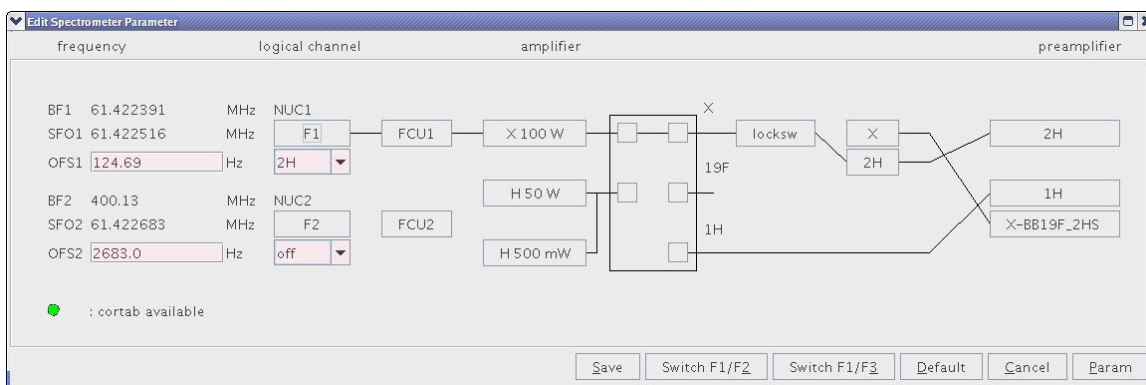 Edit Spectrometer Parameter
frequency logical channel amplifier preamplifier
BF1 61.422391 MHz NUC1 X
SFO1 61.422516 MHz F1 FCU1 X 100 W locksw X 2H
OFS1 124.69 Hz 2H 19F 2H
BF2 400.13 MHz NUC2 H 50 W 1H
SFO2 61.422683 MHz F2 FCU2 1H X-BB19F_2HS
OFS2 2683.0 Hz off H 500 mW
: cortab available
Save Switch F1/F2 Switch F1/F3 Default Cancel Param